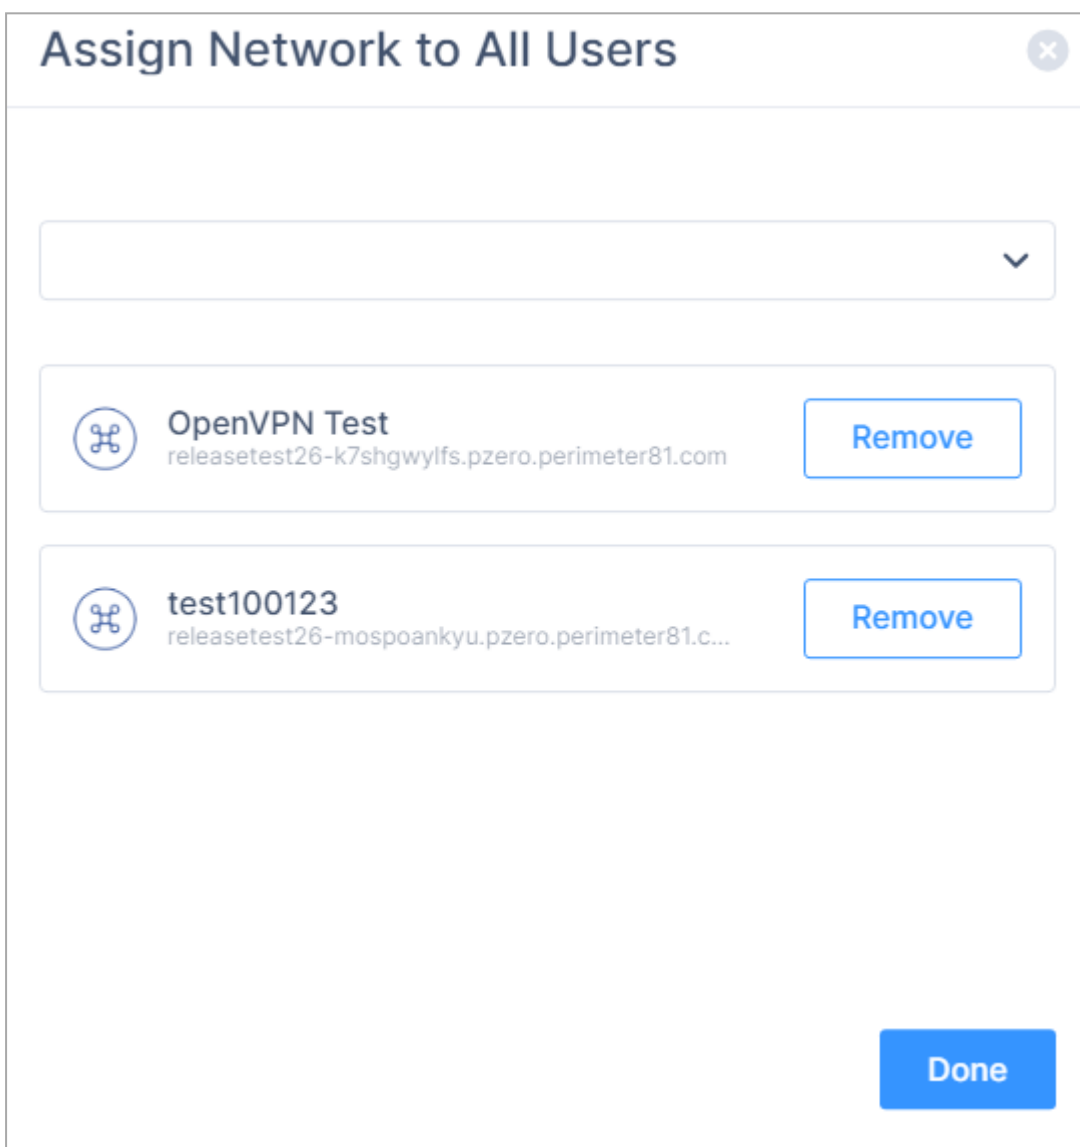 Assign Network to All Users
OpenVPN Test
releasetest26-k7shgwylfs.pzero.perimeter81.com
Remove
test100123
releasetest26-mospoankyu.pzero.perimeter81.c...
Remove
Done